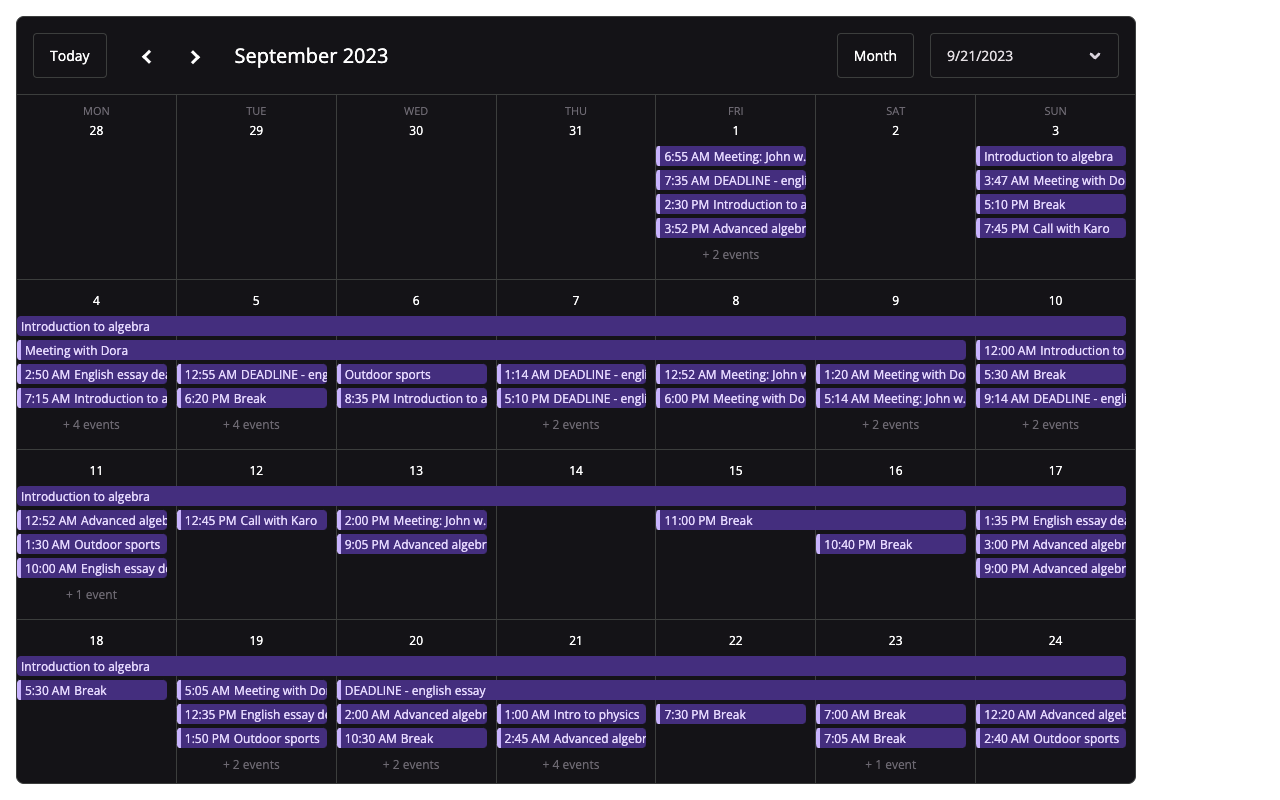 Today
September 2023
Month
9/21/2023
MON TUE WED THU FRI SAT SUN
28 29 30 31 1 2 3
6:55 AM Meeting: John w. Introduction to algebra
7:35 AM DEADLINE - engli 3:47 AM Meeting with Do
2:30 PM Introduction to a 5:10 PM Break
3:52 PM Advanced algebr 7:45 PM Call with Karo
+ 2 events
4 5 6 7 8 9 10
Introduction to algebra
Meeting with Dora 12:00 AM Introduction to
2:50 AM English essay dea 12:55 AM DEADLINE - eng Outdoor sports 1:14 AM DEADLINE - engli 12:52 AM Meeting: John w 1:20 AM Meeting with Do 5:30 AM Break
7:15 AM Introduction to a 6:20 PM Break 8:35 PM Introduction to a 5:10 PM DEADLINE - engli 6:00 PM Meeting with Do 5:14 AM Meeting: John w. 9:14 AM DEADLINE - engli
+ 4 events + 4 events + 2 events + 2 events + 2 events
11 12 13 14 15 16 17
Introduction to algebra
12:52 AM Advanced algeb 12:45 PM Call with Karo 2:00 PM Meeting: John w. 11:00 PM Break 1:35 PM English essay dea
1:30 AM Outdoor sports 9:05 PM Advanced algebr 10:40 PM Break 3:00 PM Advanced algebr
10:00 AM English essay de 9:00 PM Advanced algebr
+ 1 event
18 19 20 21 22 23 24
Introduction to algebra
5:30 AM Break 5:05 AM Meeting with Do DEADLINE - english essay
12:35 PM English essay de 2:00 AM Advanced algebr 1:00 AM Intro to physics 7:30 PM Break 7:00 AM Break 12:20 AM Advanced algeb
1:50 PM Outdoor sports 10:30 AM Break 2:45 AM Advanced algebr 7:05 AM Break 2:40 AM Outdoor sports
+ 2 events + 2 events + 4 events + 1 event